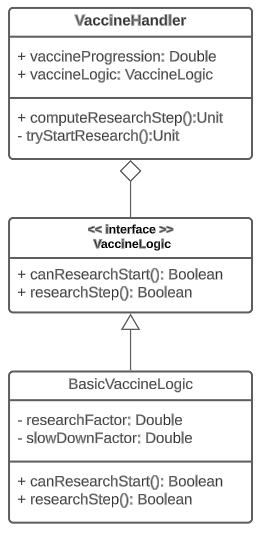 VaccineHandler
+ vaccineProgression: Double
+ vaccineLogic: VaccineLogic
+ computeResearchStep():Unit
- tryStartResearch():Unit
<< interface >>
VaccineLogic
+ canResearchStart(): Boolean
+ researchStep(): Boolean
BasicVaccineLogic
- researchFactor: Double
- slowDownFactor: Double
+ canResearchStart(): Boolean
+ researchStep(): Boolean